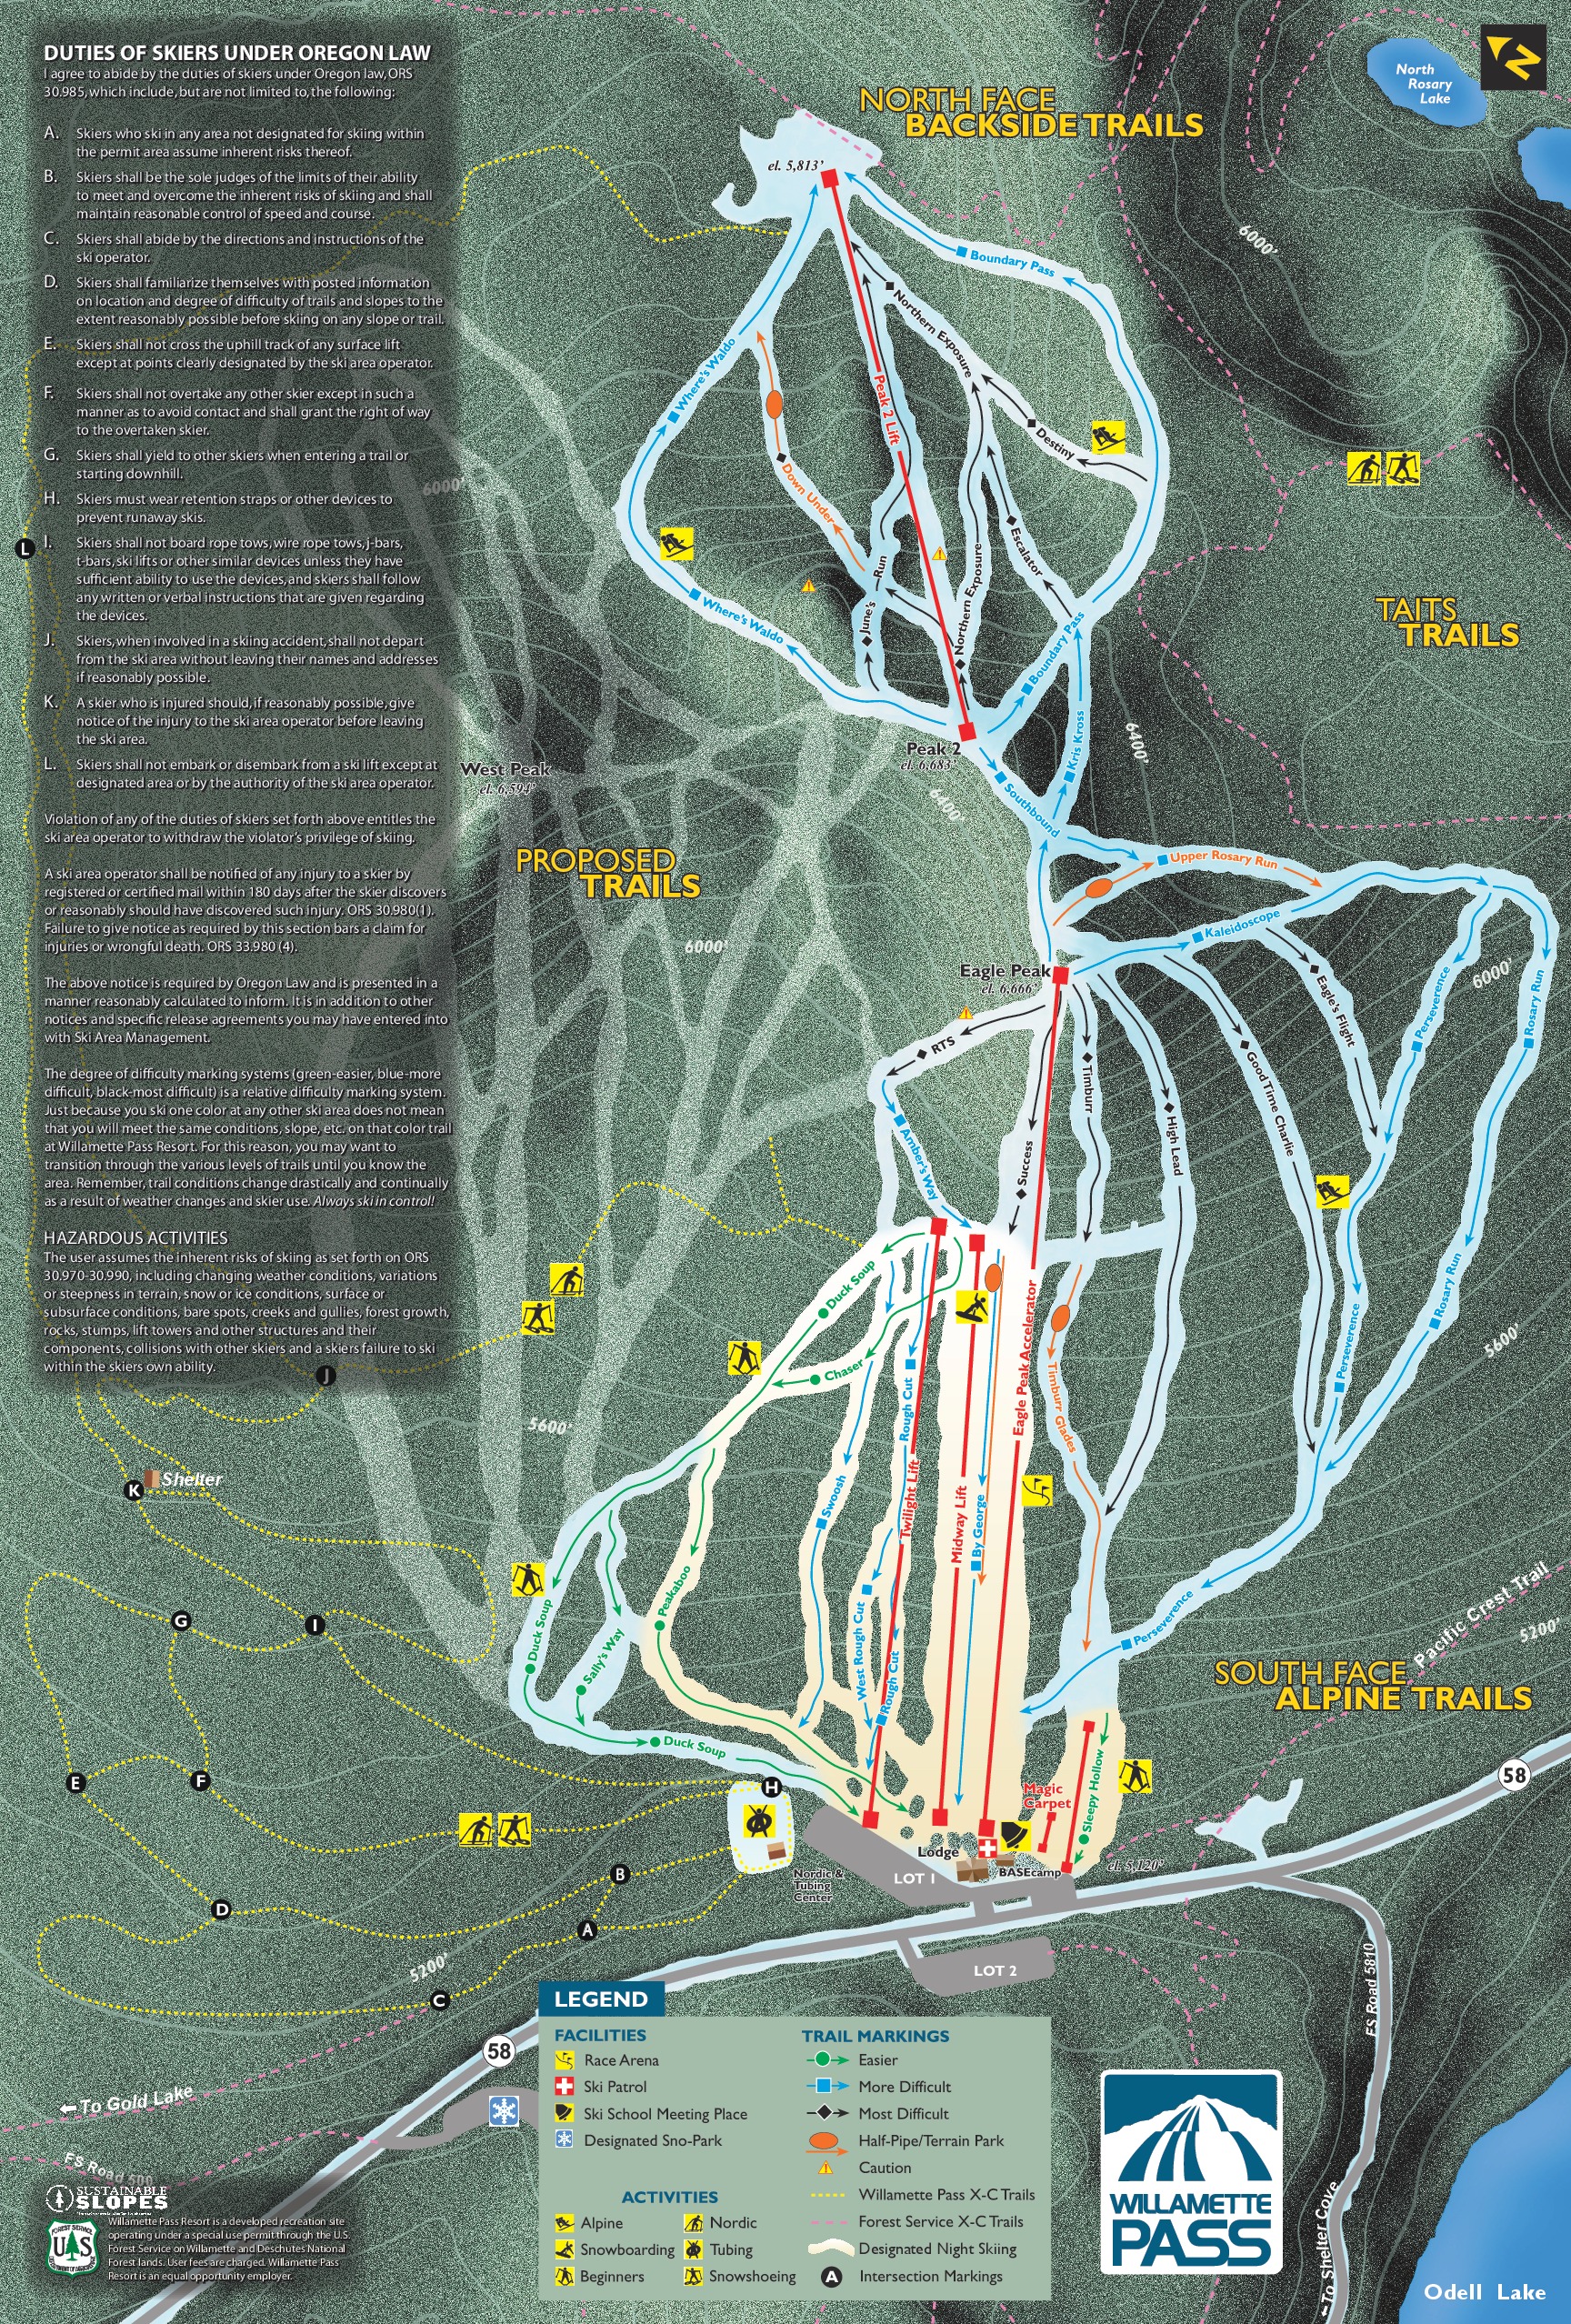 DUTIES OF SKIERS UNDER OREGON LAW
I agree to abide by the duties of skiers under Oregon law, ORS
30.985, which include, but are not limited to, the following:
A. Skiers who ski in any area not designated for skiing within
the permit area assume inherent risks thereof.
B. Skiers shall be the sole judges of the limits of their ability
to meet and overcome the inherent risks of skiing and shall
maintain reasonable control of speed and course.
C. Skiers shall abide by the directions and instructions of the
ski operator.
D. Skiers shall familiarize themselves with posted information
on location and degree of difficulty of trails and slopes to the
extent reasonably possible before skiing on any slope or trail.
E. Skiers shall not cross the uphill track of any surface lift
except at points clearly designated by the ski area operator.
F. Skiers shall not overtake any other skier except in such a
manner as to avoid contact and shall grant the right of way
to the overtaken skier.
G. Skiers shall yield to other skiers when entering a trail or
starting downhill.
H. Skiers must wear retention straps or other devices to
prevent runaway skis.
I. Skiers shall not board rope tows, wire rope tows, j-bars,
t-bars, ski lifts or other similar devices unless they have
sufficient ability to use the devices, and skiers shall follow
any written or verbal instructions that are given regarding
the devices.
J. Skiers, when involved in a skiing accident, shall not depart
from the ski area without leaving their names and addresses
if reasonably possible.
K. A skier who is injured should, if reasonably possible, give
notice of the injury to the ski area operator before leaving
the ski area.
L. Skiers shall not embark or disembark from a ski lift except at
designated area or by the authority of the ski area operator.
Violation of any of the duties of skiers set forth above entitles the
ski area operator to withdraw the violator's privilege of skiing.
A ski area operator shall be notified of any injury to a skier by
registered or certified mail within 180 days after the skier discovers
or reasonably should have discovered such injury. ORS 30.980(1).
Failure to give notice as required by this section bars a claim for
injuries or wrongful death. ORS 33.980 (4).
The above notice is required by Oregon Law and is presented in a
manner reasonably calculated to inform. It is in addition to other
notices and specific release agreements you may have entered into
with Ski Area Management.
The degree of difficulty marking systems (green-easier, blue-more
difficult, black-most difficult) is a relative difficulty marking system.
Just because you ski one color at any other ski area does not mean
that you will meet the same conditions, slope, etc. on that color trail
at Willamette Pass Resort. For this reason, you may want to
transition through the various levels of trails until you know the
area. Remember, trail conditions change drastically and continually
as a result of weather changes and skier use. Always ski in control!
HAZARDOUS ACTIVITIES
The user assumes the inherent risks of skiing as set forth on ORS
30.970-30.990, including changing weather conditions, variations
or steepness in terrain, snow or ice conditions, surface or
subsurface conditions, bare spots, creeks and gullies, forest growth,
rocks, stumps, lift towers and other structures and their
components, collisions with other skiers and a skiers failure to ski
within the skiers own ability.
North
Rosary
Lake
N
NORTH FACE
BACKSIDE TRAILS
el. 5,813'
6000'
Boundary Pass
Northern Exposure
Where's Waldo
Peak 2 Lift
Destiny
Down Under
6000'
L
Escalator
June's Run
Northern Exposure
Where's Waldo
Boundary Pass
TAITS
TRAILS
Kris Kross
6400'
Peak 2
el. 6,683'
West Peak
el. 6,594'
6400'
Southbound
PROPOSED
TRAILS
Upper Rosary Run
Kaleidoscope
6000'
Eagle Peak
el. 6,666'
6000'
Eagle's Flight
Perseverence
Rosary Run
RTS
Timburr
Good Time Charlie
High Lead
Amber's Way
Success
Duck Soup
Eagle Peak Accelerator
Rosary Run
Perseverence
5600'
Chaser
Rough Cut
Timburr Glades
J
5600'
Shelter
K
Swoosh
Twilight Lift
Midway Lift
By George
Peakaboo
Duck Soup
Sally's Way
West Rough Cut
Rough Cut
Perseverence
Pacific Crest Trail
5200'
G
I
SOUTH FACE
ALPINE TRAILS
Duck Soup
E
F
H
58
Magic
Carpet
Sleepy Hollow
Lodge
BASEcamp
el. 5,120'
Nordic &
Tubing
Center
LOT 1
B
D
A
5200'
C
LOT 2
FS Road 5810
58
To Gold Lake
FS Road 500
To Shelter Cove
Odell Lake
LEGEND
FACILITIES
Race Arena
Ski Patrol
Ski School Meeting Place
Designated Sno-Park
ACTIVITIES
Alpine
Nordic
Snowboarding
Tubing
Beginners
Snowshoeing
TRAIL MARKINGS
Easier
More Difficult
Most Difficult
Half-Pipe/Terrain Park
Caution
Willamette Pass X-C Trails
Forest Service X-C Trails
Designated Night Skiing
A Intersection Markings
WILLAMETTE
PASS
SUSTAINABLE
SLOPES
FOREST SERVICE
U S
Willamette Pass Resort is a developed recreation site
operating under a special use permit through the U.S.
Forest Service on Willamette and Deschutes National
Forest lands. User fees are charged. Willamette Pass
Resort is an equal opportunity employer.